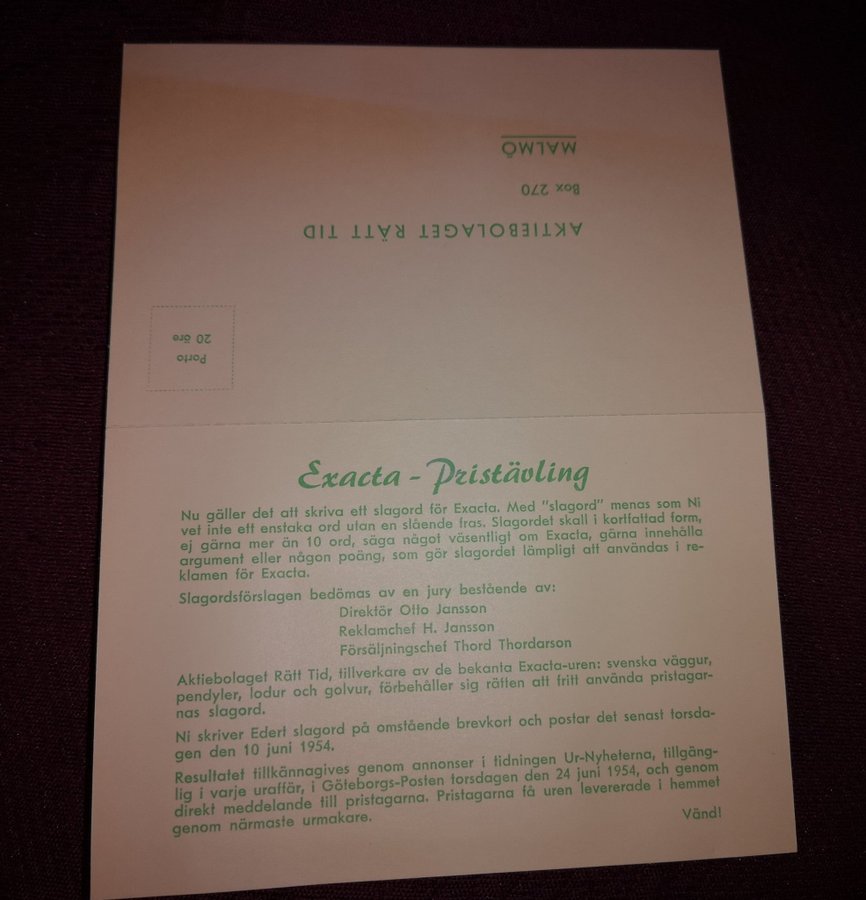 AKTIEBOLAGET RÄTT TID
Box 270
MALMÖ
Porto
20 öre
Exacta - Pristävling
Nu gäller det att skriva ett slagord för Exacta. Med "slagord" menas som Ni
vet inte ett enstaka ord utan en slående fras. Slagordet skall i kortfattad form,
ej gärna mer än 10 ord, säga något väsentligt om Exacta, gärna innehålla
argument eller någon poäng, som gör slagordet lämpligt att användas i re-
klamen för Exacta.
Slagordsförslagen bedömas av en jury bestående av:
Direktör Otto Jansson
Reklamchef H. Jansson
Försäljningschef Thord Thordarson
Aktiebolaget Rätt Tid, tillverkare av de bekanta Exacta-uren: svenska väggur,
pendyler, lodur och golvur, förbehåller sig rätten att fritt använda pristagar-
nas slagord.
Ni skriver Edert slagord på omstående brevkort och postar det senast torsda-
gen den 10 juni 1954.
Resultatet tillkännagives genom annonser i tidningen Ur-Nyheterna, tillgäng-
lig i varje uraffär, i Göteborgs-Posten torsdagen den 24 juni 1954, och genom
direkt meddelande till pristagarna. Pristagarna få uren levererade i hemmet
genom närmaste urmakare.
Vänd!